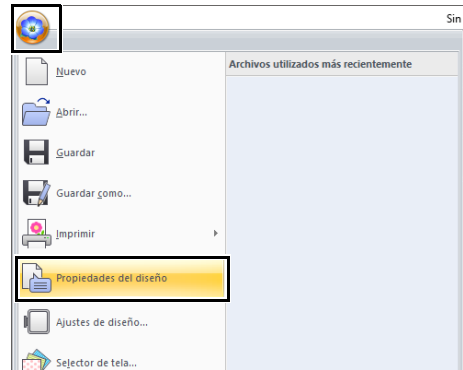 Sin
Nuevo
Archivos utilizados más recientemente
Abrir...
Guardar
Guardar como...
Imprimir
Propiedades del diseño
Ajustes de diseño...
Selector de tela...